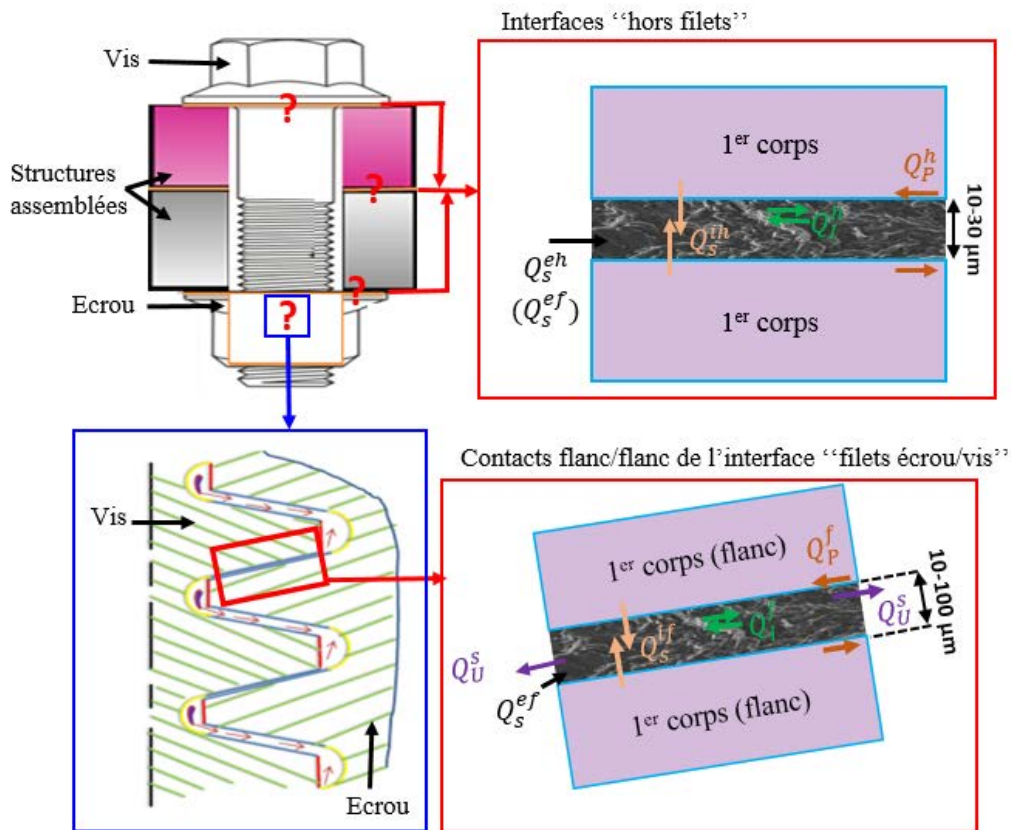 Interfaces ‘‘hors filets’’
Vis
?
1er corps
Q_P^h
Structures
assemblées
?
Q_s^{ih}
10-30 µm
Q_s^{eh}
(Q_s^{ef})
Ecrou
?
?
1er corps
Contacts flanc/flanc de l’interface ‘‘filets écrou/vis’’
Vis
1er corps (flanc)
Q_P^f
10-100 µm
Q_U^s
Q_s^{if}
Q_U^s
Q_s^{ef}
1er corps (flanc)
Ecrou